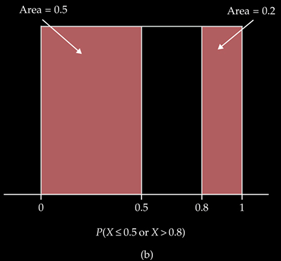 Area = 0.5
Area = 0.2
0
0.5
0.8
1
P(X ≤ 0.5 or X > 0.8)
(b)